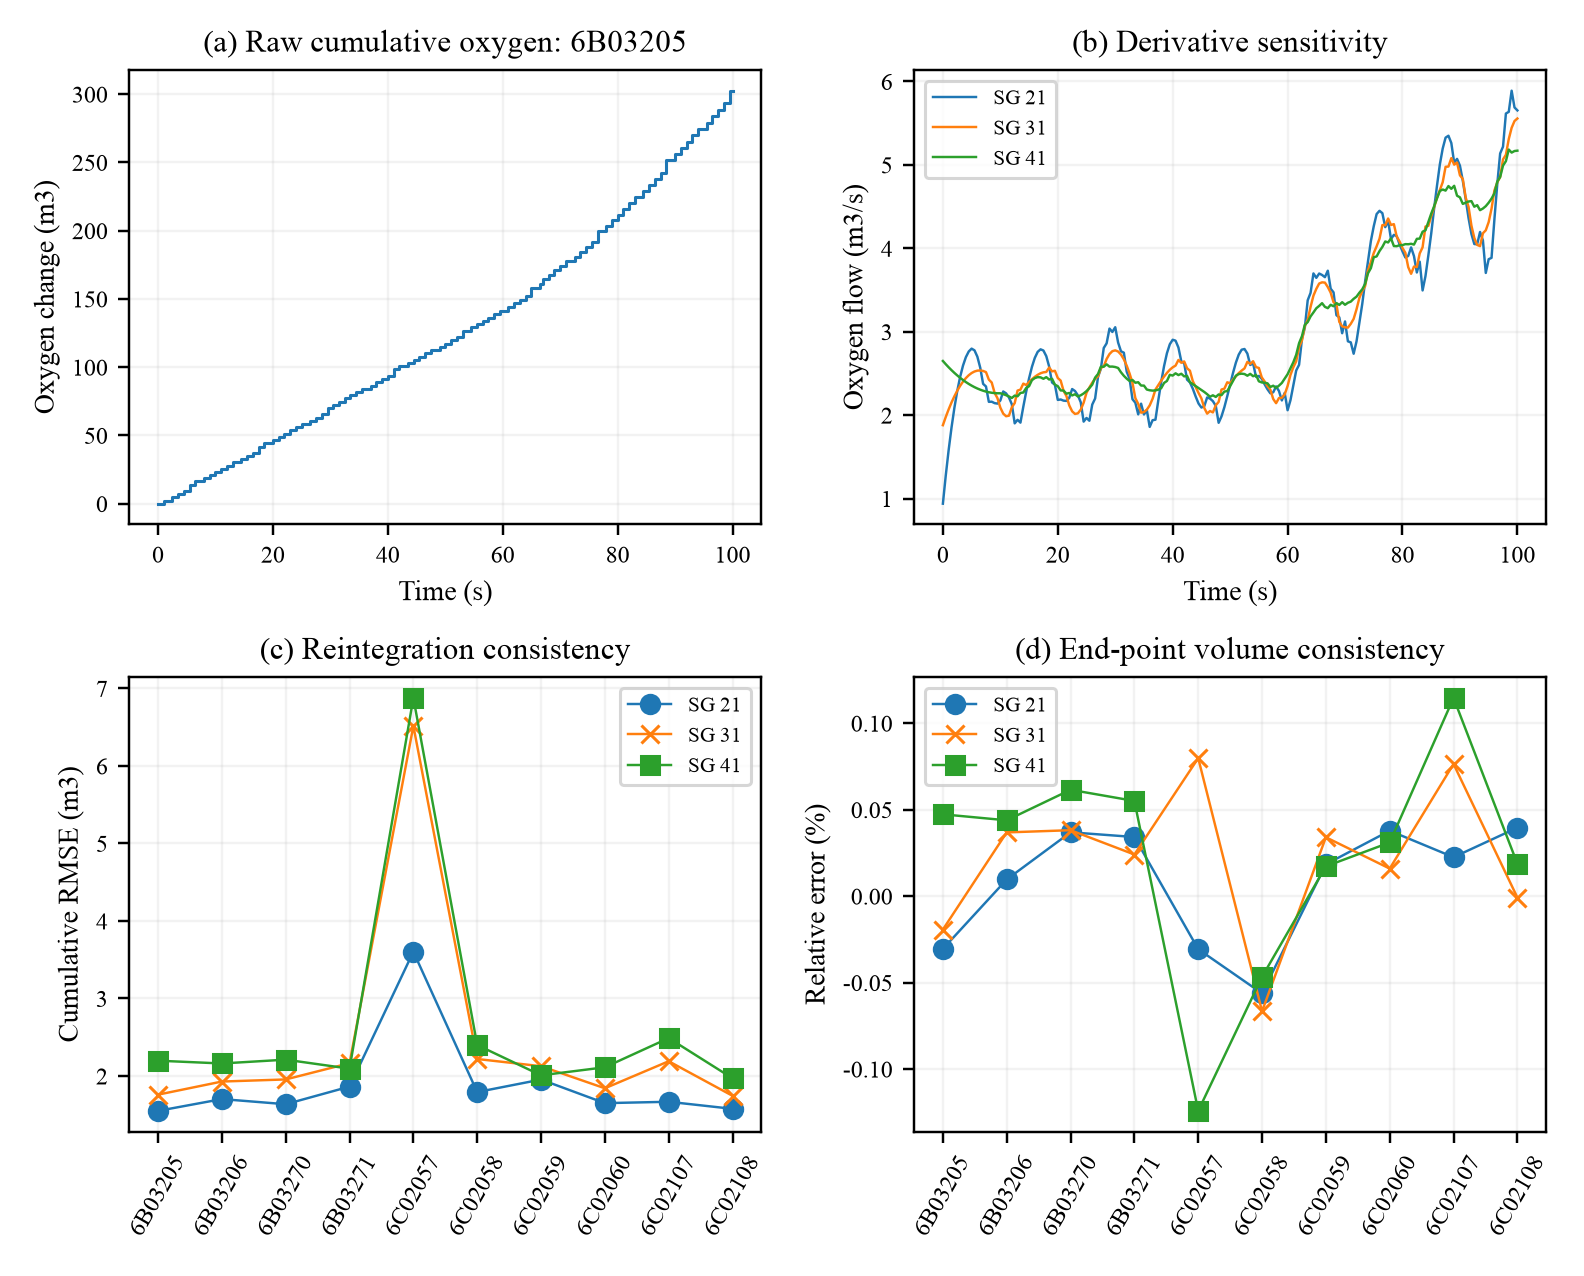 (a) Raw cumulative oxygen: 6B03205
Oxygen change (m3)
300
250
200
150
100
50
0
0 20 40 60 80 100
Time (s)
(b) Derivative sensitivity
SG 21
SG 31
SG 41
Oxygen flow (m3/s)
6
5
4
3
2
1
0 20 40 60 80 100
Time (s)
(c) Reintegration consistency
SG 21
SG 31
SG 41
Cumulative RMSE (m3)
7
6
5
4
3
2
6B03205 6B03206 6B03270 6B03271 6C02057 6C02058 6C02059 6C02060 6C02107 6C02108
(d) End-point volume consistency
SG 21
SG 31
SG 41
Relative error (%)
0.10
0.05
0.00
-0.05
-0.10
6B03205 6B03206 6B03270 6B03271 6C02057 6C02058 6C02059 6C02060 6C02107 6C02108